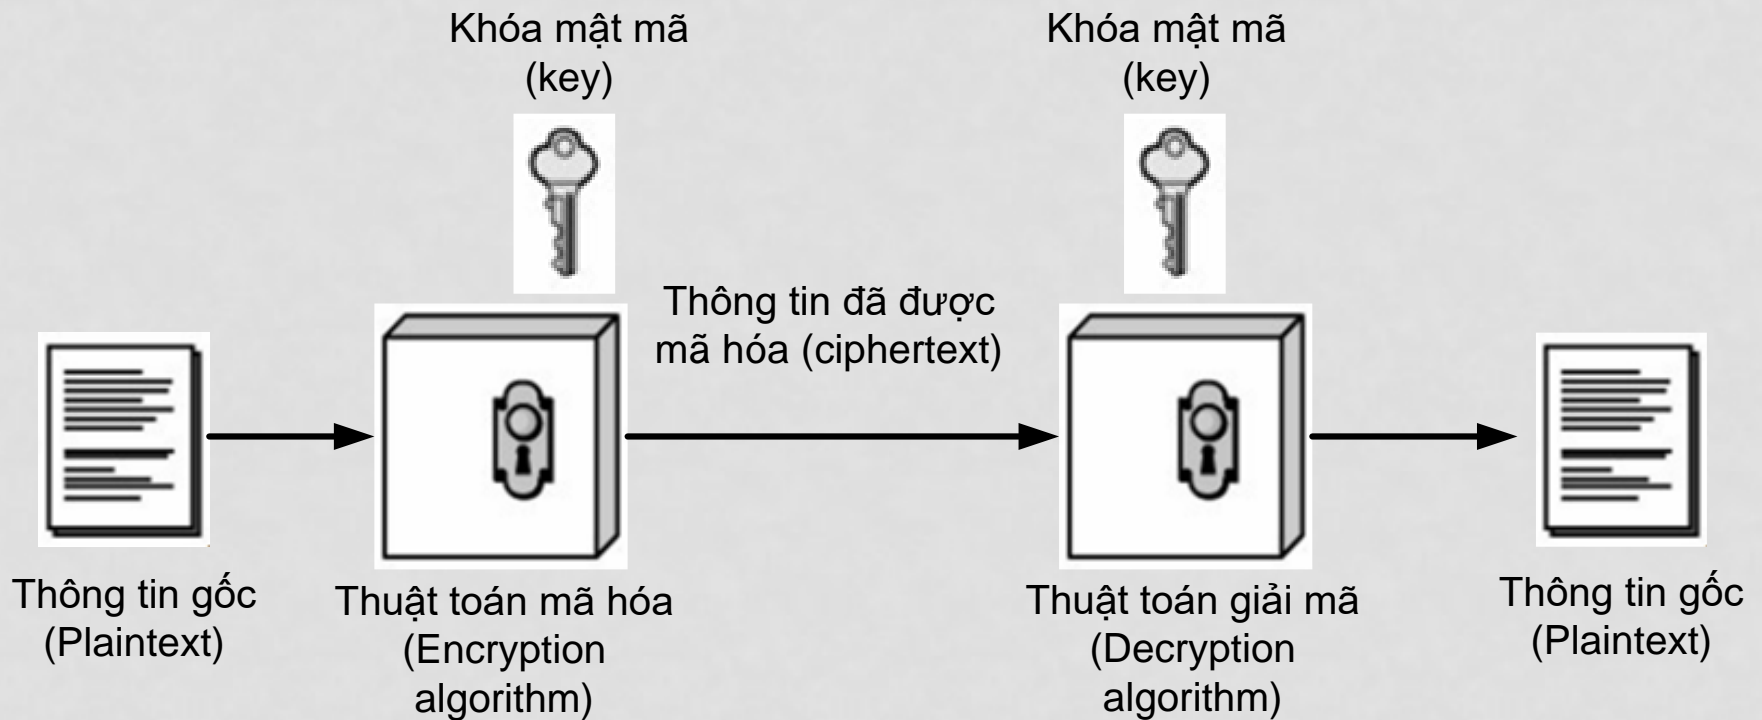 Khóa mật mã
(key)
Khóa mật mã
(key)
Thông tin đã được
mã hóa (ciphertext)
Thông tin gốc
(Plaintext)
Thuật toán mã hóa
(Encryption
algorithm)
Thuật toán giải mã
(Decryption
algorithm)
Thông tin gốc
(Plaintext)